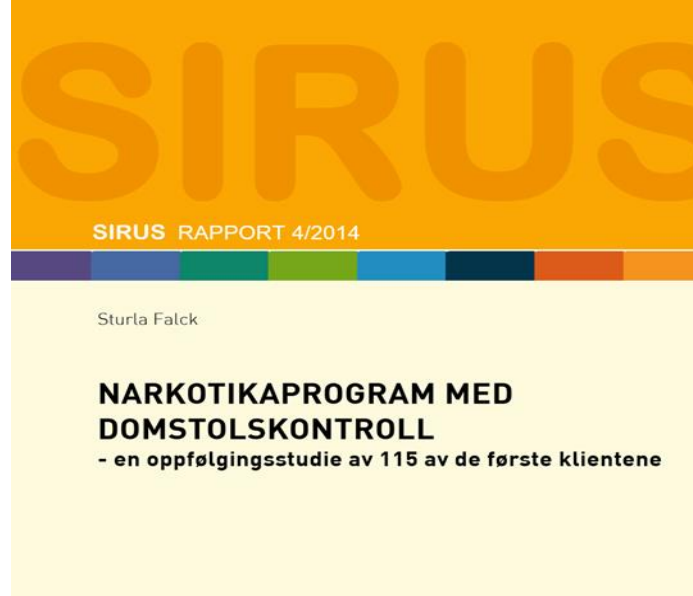 SIRUS
SIRUS RAPPORT 4/2014
Sturla Falck
NARKOTIKAPROGRAM MED
DOMSTOLSKONTROLL
- en oppfølgingsstudie av 115 av de første klientene